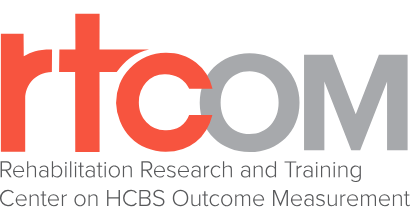 rtcOM
Rehabilitation Research and Training
Center on HCBS Outcome Measurement